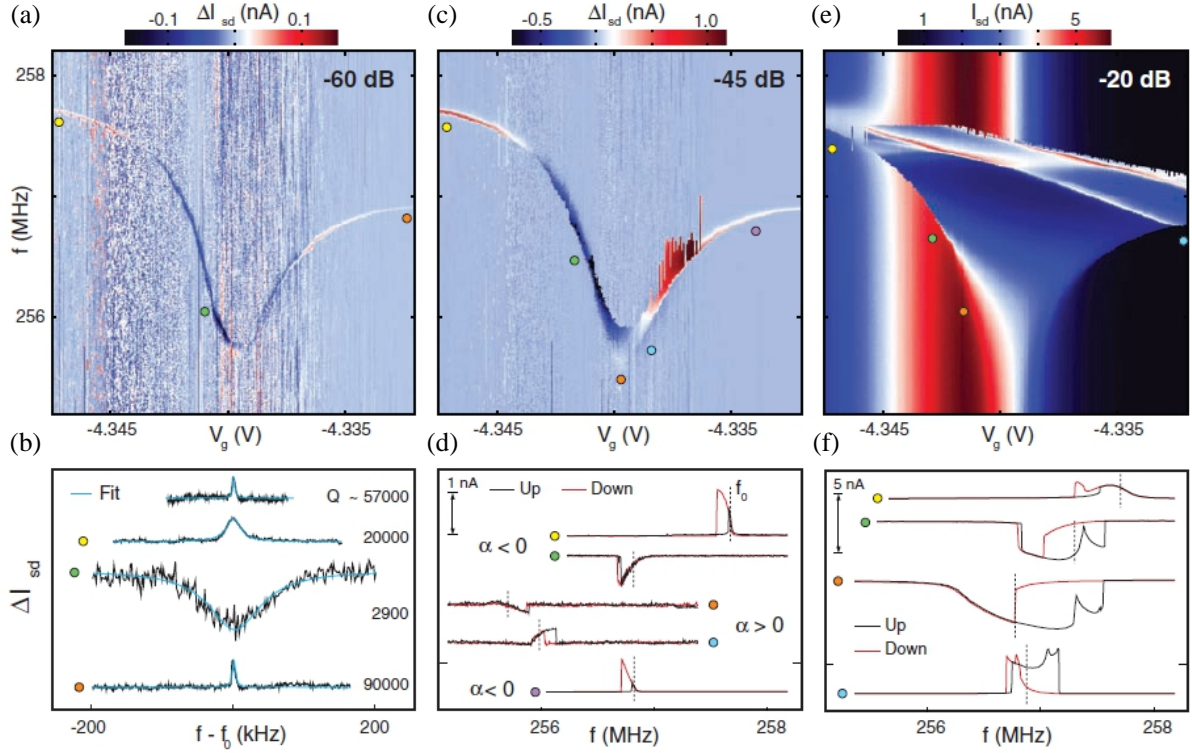 (a)
ΔI sd (nA)
-0.1 0.1
-60 dB
258
256
f (MHz)
-4.345 -4.335
V g (V)
(c)
ΔI sd (nA)
-0.5 1.0
-45 dB
-4.345 -4.335
V g (V)
(e)
I sd (nA)
1 5
-20 dB
-4.345 -4.335
V g (V)
(b)
Fit
Q ~ 57000
20000
2900
90000
ΔI sd
-200 200
f - f 0 (kHz)
(d)
1 nA
Up Down
f 0
α < 0
α > 0
α<0
256 258
f (MHz)
(f)
5 nA
Up
Down
256 258
f (MHz)